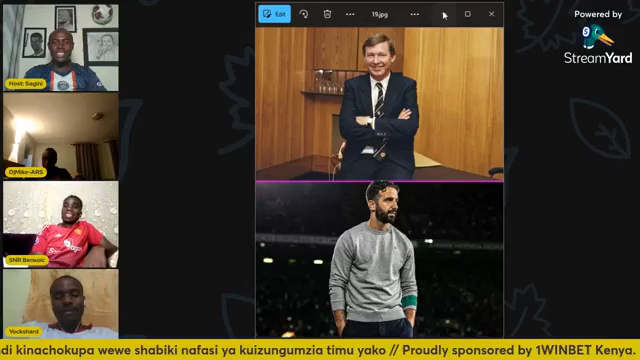 Edit
19.jpg
Powered by
StreamYard
Host: Sagini
DjMike-ARS
SNR Bensoic
Yockshard
di kinachokupa wewe shabiki nafasi ya kuizungumzia timu yako // Proudly sponsored by 1WINBET Kenya.